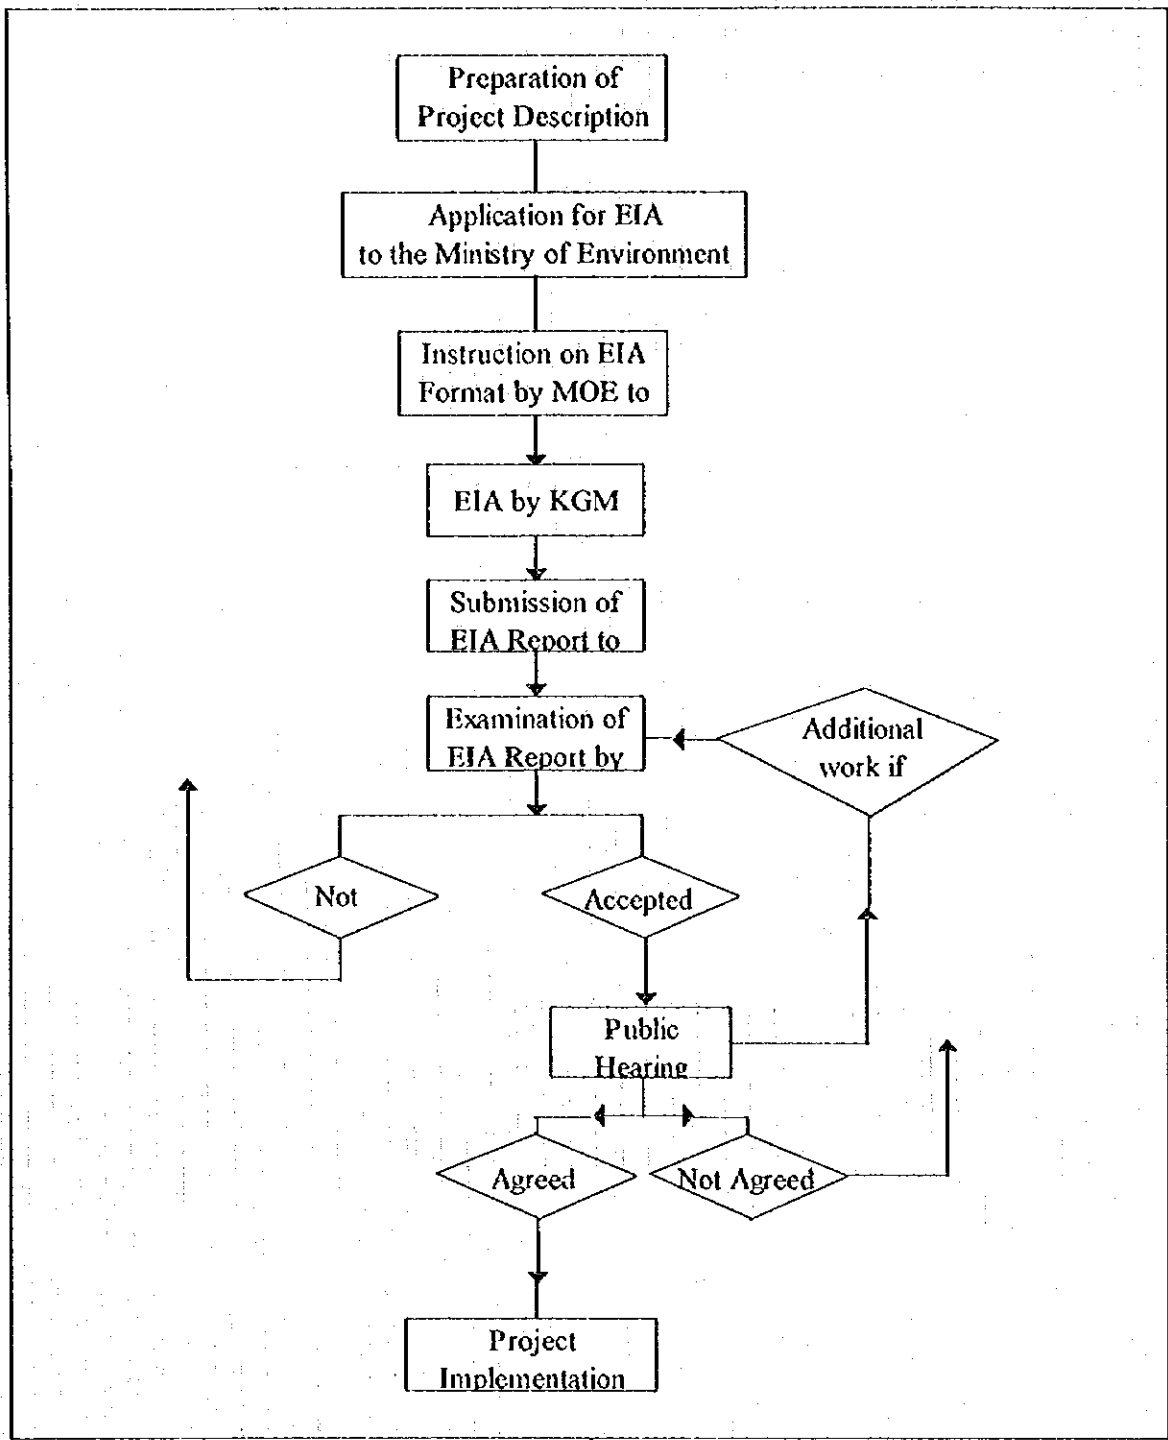 Preparation of
Project Description
Application for EIA
to the Ministry of Environment
Instruction on EIA
Format by MOE to
EIA by KGM
Submission of
EIA Report to
Examination of
EIA Report by
Additional
work if
Not
Accepted
Public
Hearing
Agreed
Not Agreed
Project
Implementation